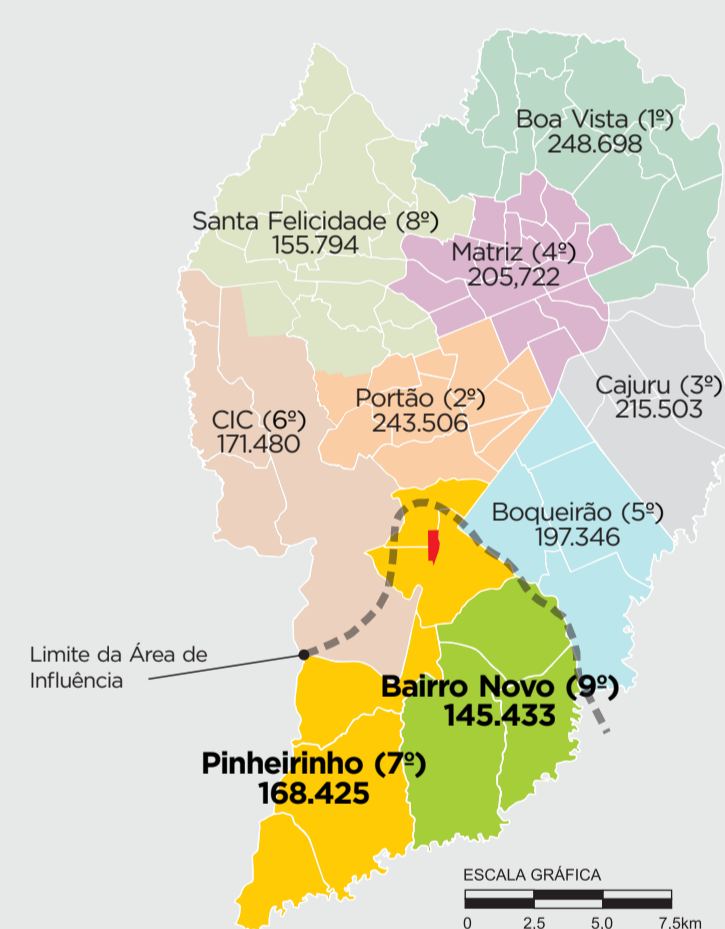 Boa Vista (1º)
248.698
Santa Felicidade (8º)
155.794
Matriz (4º)
205,722
Cajuru (3º)
215.503
Portão (2º)
243.506
CIC (6º)
171.480
Boqueirão (5º)
197.346
Limite da Área de
Influência
Bairro Novo (9º)
145.433
Pinheirinho (7º)
168.425
ESCALA GRÁFICA
0 2.5 5.0 7.5km